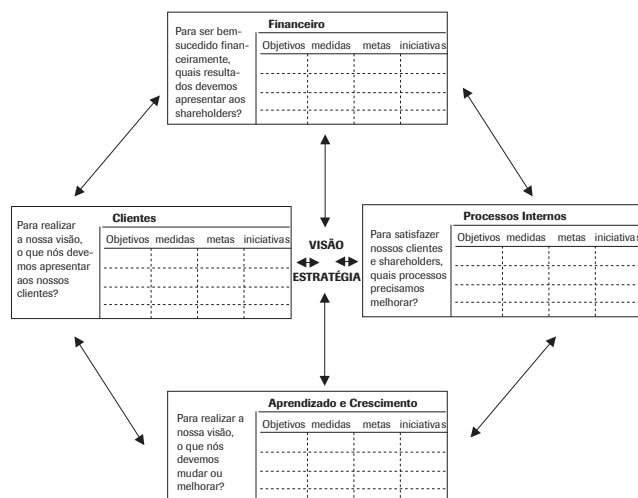 Financeiro
Para ser bem-
sucedido finan-
ceiramente,
quais resulta-
dos devemos
apresentar aos
shareholders?
Objetivos medidas metas iniciativas
Clientes
Para realizar
a nossa visão,
o que nós deve-
mos apresentar
aos nossos
clientes?
Objetivos medidas metas iniciativas
VISÃO
ESTRATÉGIA
Processos Internos
Para satisfazer
nossos clientes
e shareholders,
quais processos
precisamos
melhorar?
Objetivos medidas metas iniciativas
Aprendizado e Crescimento
Para realizar a
nossa visão,
o que nós
devemos
mudar ou
melhorar?
Objetivos medidas metas iniciativas